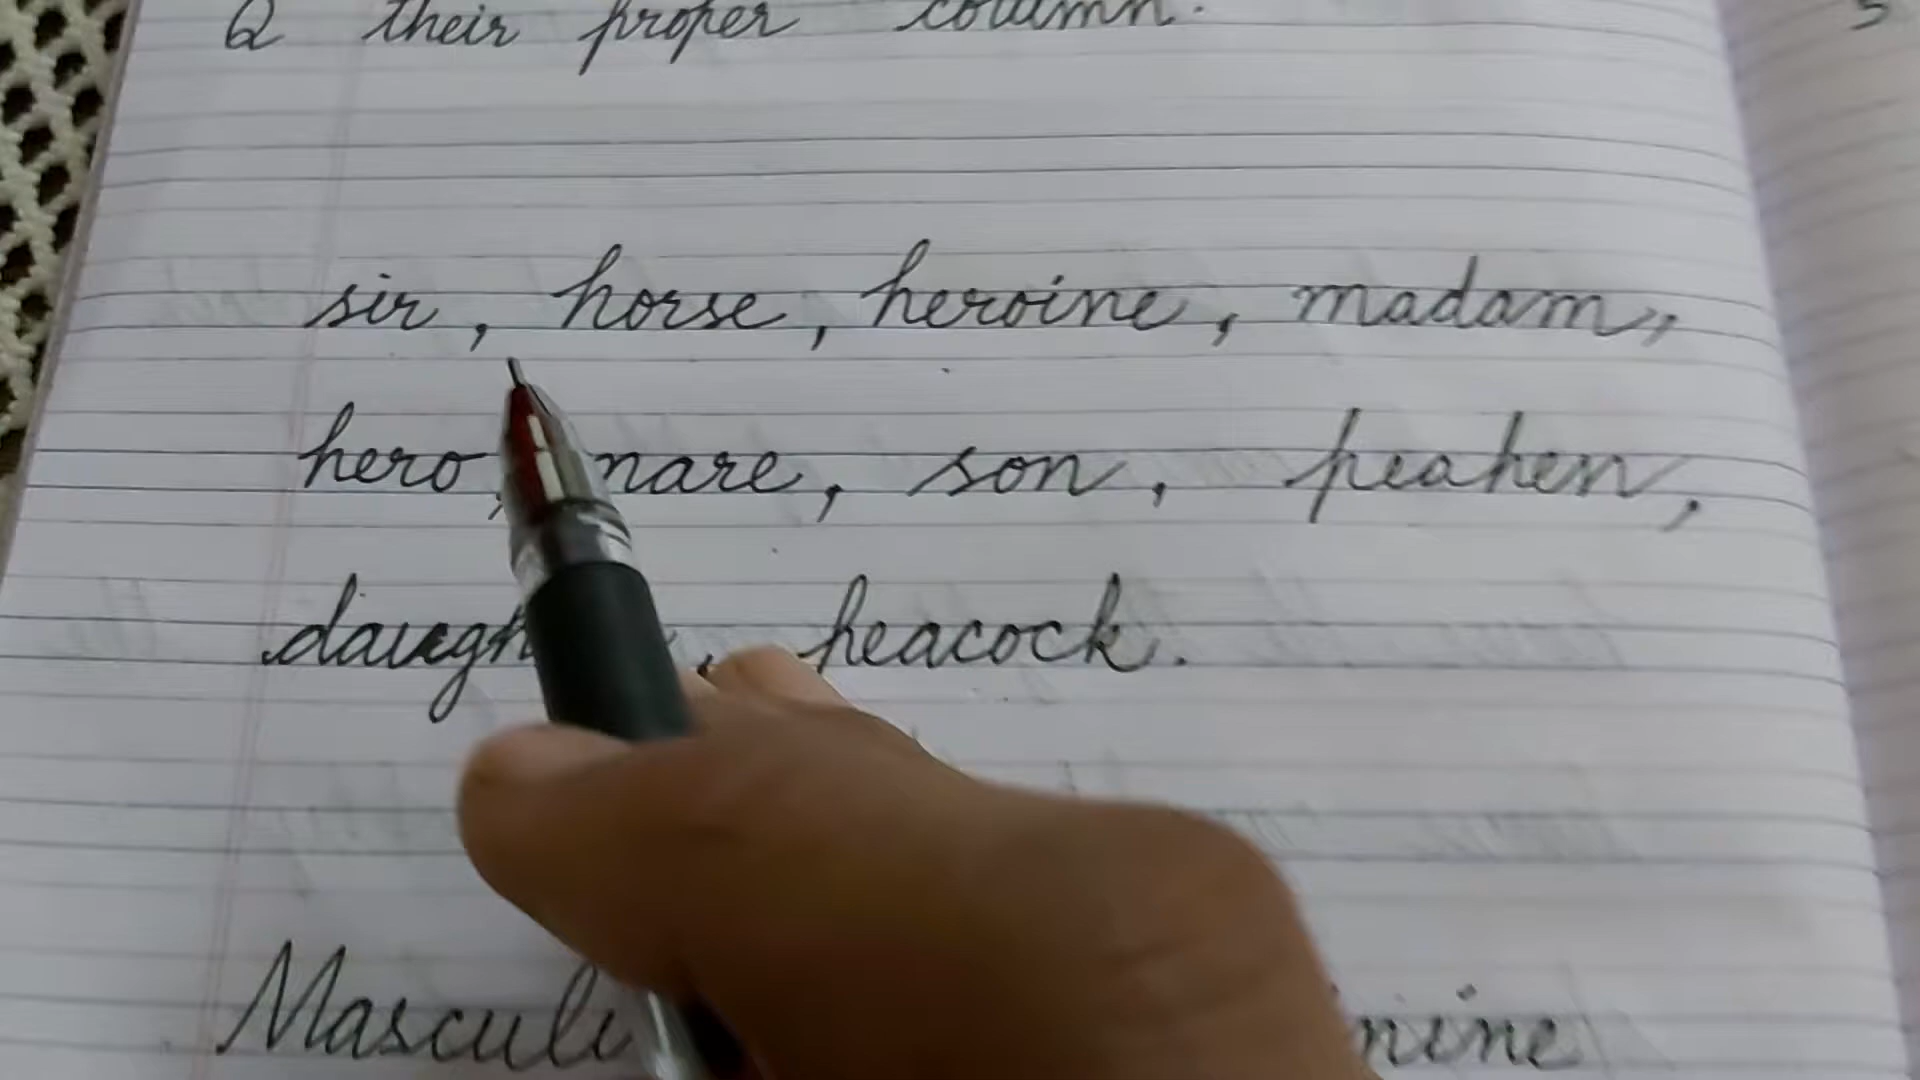 Q their proper column.
sir, horse, heroine, madam,
hero, mare, son, peahen,
peacock.